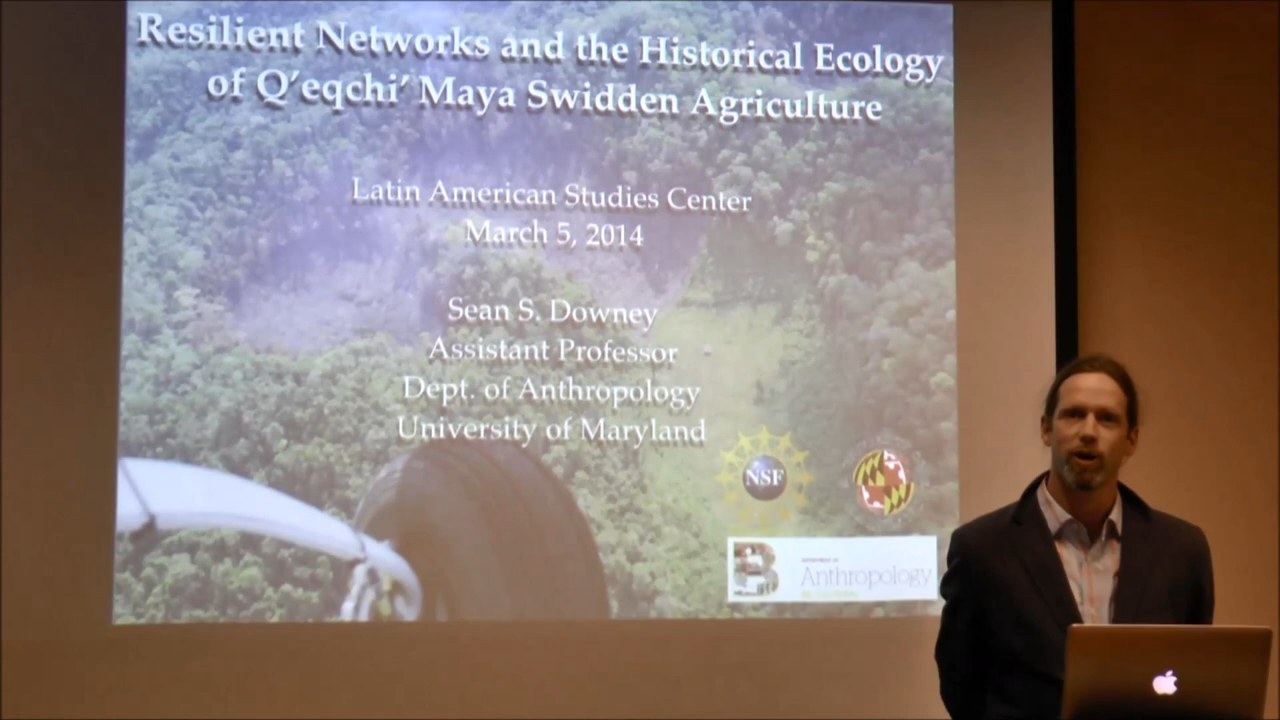 Resilient Networks and the Historical Ecology
of Q'eqchi' Maya Swidden Agriculture
Latin American Studies Center
March 5, 2014
Sean S. Downey
Assistant Professor
Dept. of Anthropology
University of Maryland
NSF
B
Anthropology